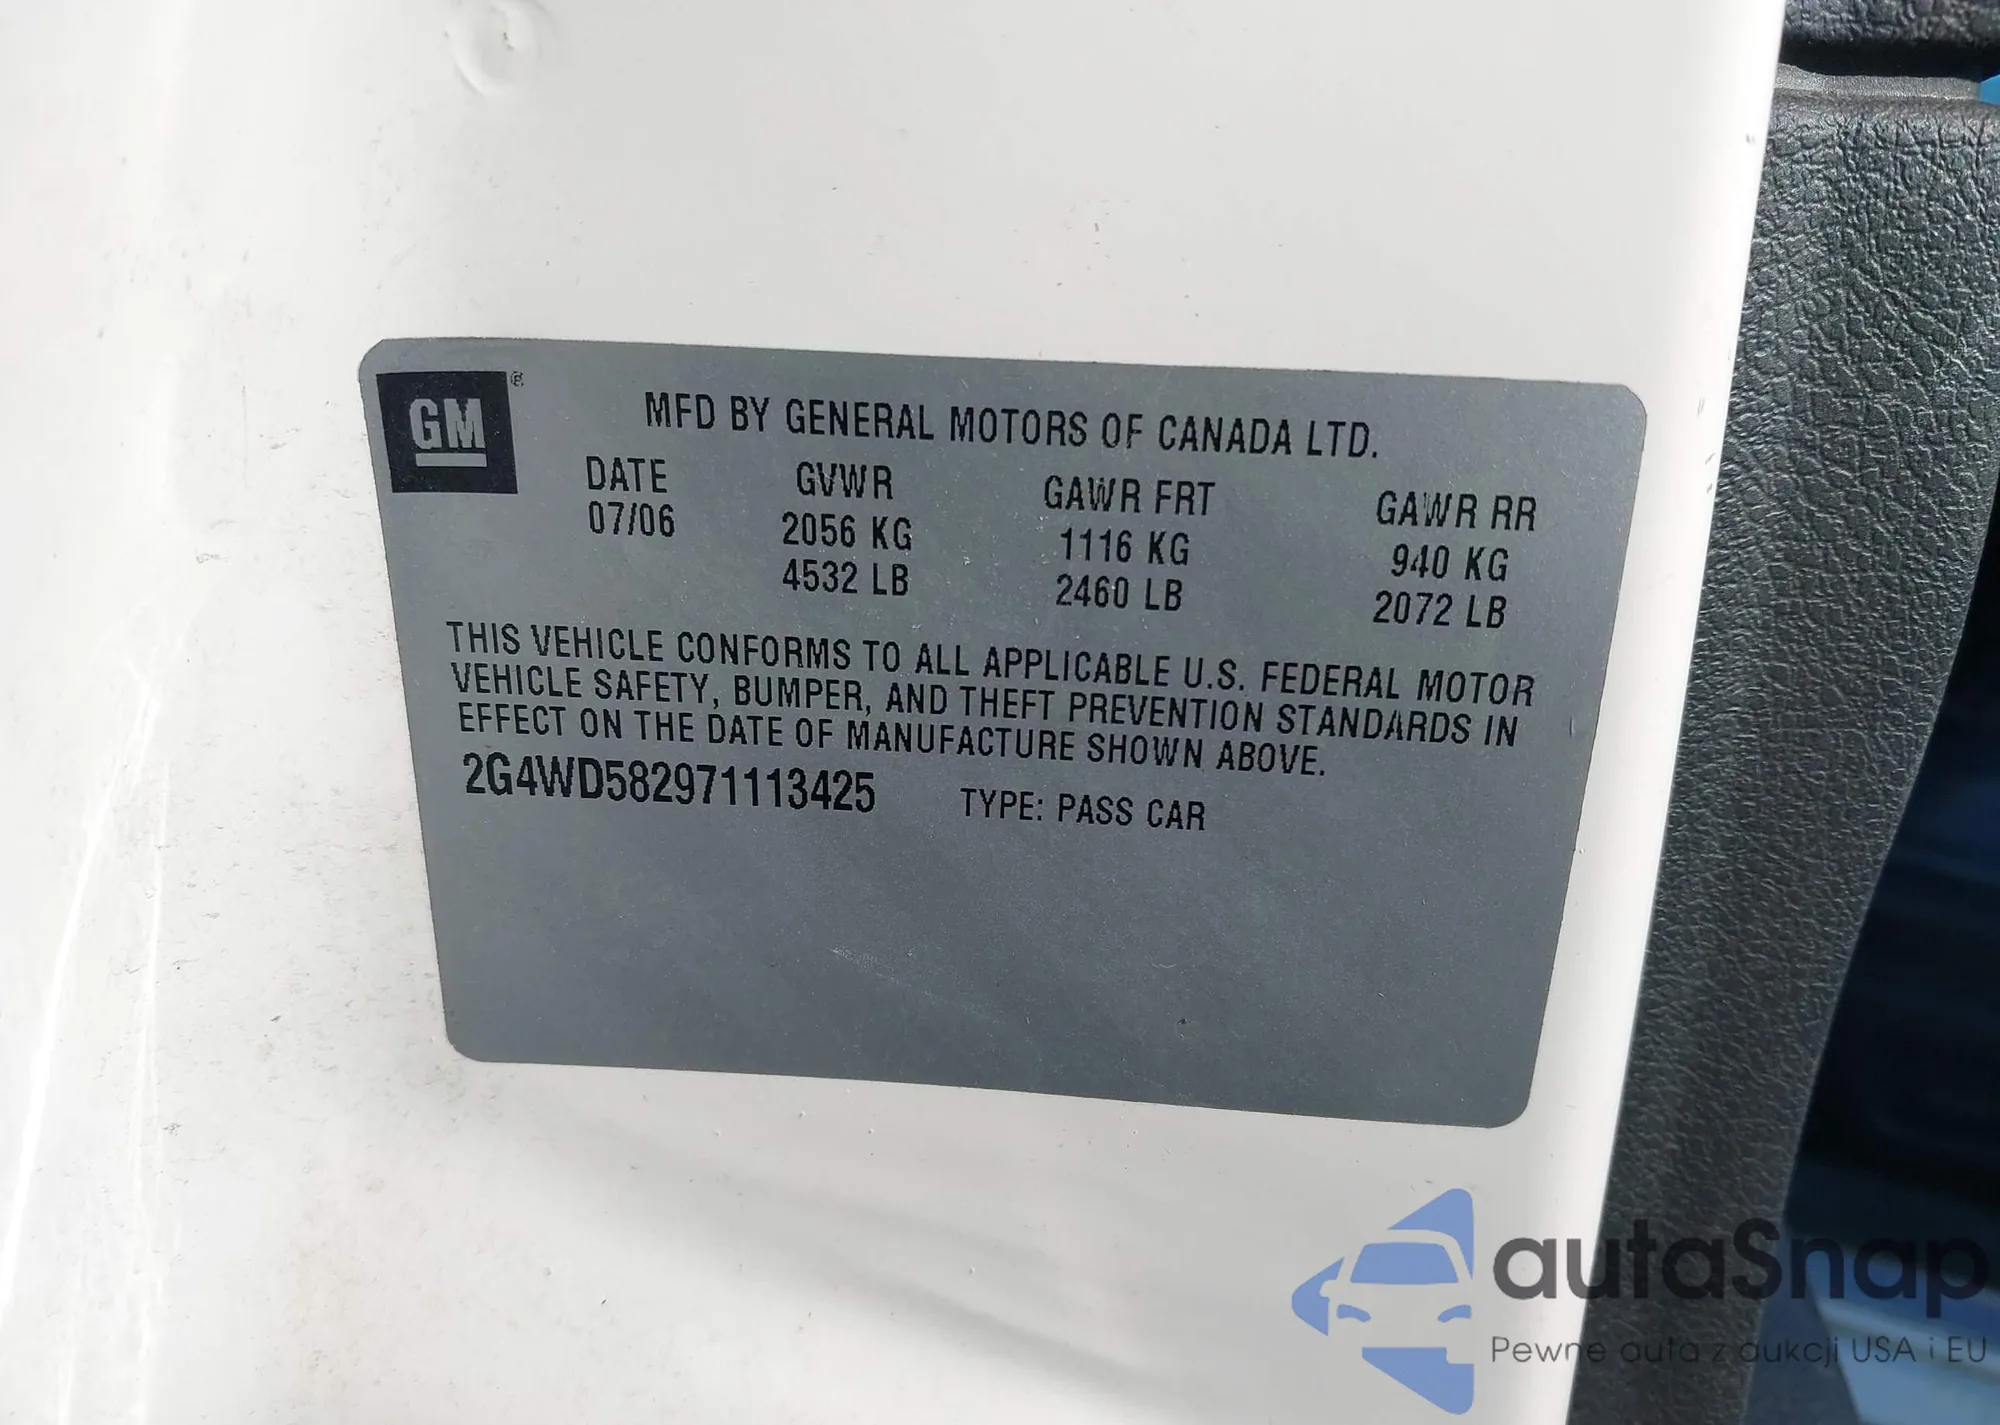 GM ®
MFD BY GENERAL MOTORS OF CANADA LTD.
DATE GVWR GAWR FRT GAWR RR
07/06 2056 KG 1116 KG 940 KG
4532 LB 2460 LB 2072 LB
THIS VEHICLE CONFORMS TO ALL APPLICABLE U.S. FEDERAL MOTOR
VEHICLE SAFETY, BUMPER, AND THEFT PREVENTION STANDARDS IN
EFFECT ON THE DATE OF MANUFACTURE SHOWN ABOVE.
2G4WD582971113425 TYPE: PASS CAR
autaSnap
Pewne auta z aukcji USA i EU